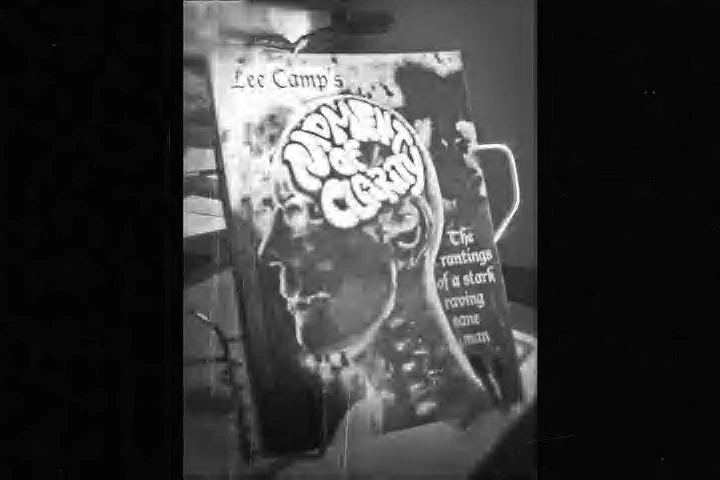 Lee Camp's
MOMENT
OF
CLARITY
The
rantings
of a stark
raving
sane
man